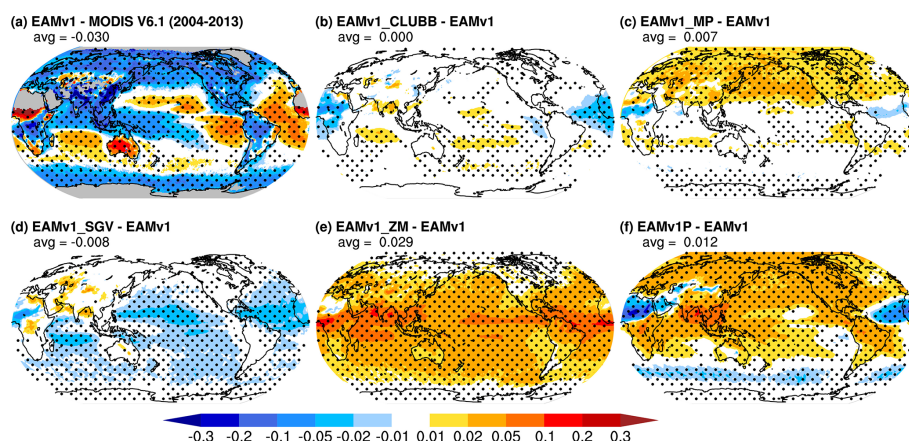 (a) EAMv1 - MODIS V6.1 (2004-2013)
avg = -0.030
(b) EAMv1_CLUBB - EAMv1
avg = 0.000
(c) EAMv1_MP - EAMv1
avg = 0.007
(d) EAMv1_SGV - EAMv1
avg = -0.008
(e) EAMv1_ZM - EAMv1
avg = 0.029
(f) EAMv1P - EAMv1
avg = 0.012
-0.3 -0.2 -0.1 -0.05 -0.02 -0.01 0.01 0.02 0.05 0.1 0.2 0.3